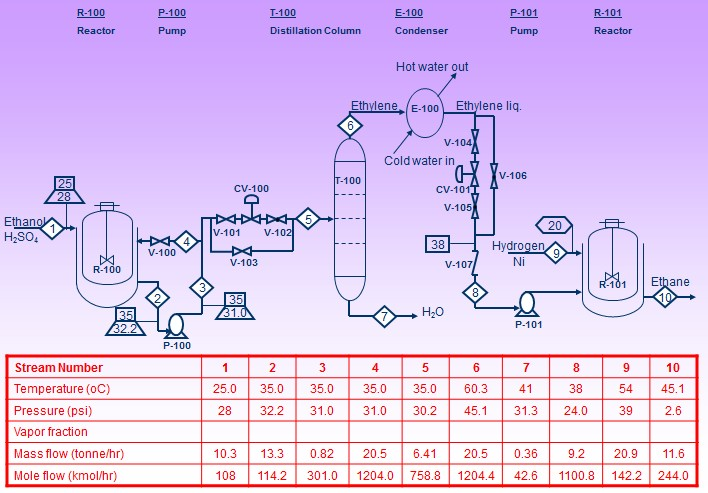 R-100 P-100 T-100 E-100 P-101 R-101
Reactor Pump Distillation Column Condenser Pump Reactor
Hot water out
Ethylene E-100 Ethylene liq.
6
V-104
Cold water in
25
28
CV-100
T-100
CV-101
V-106
V-105
Ethanol
H₂SO₄
1
V-101 V-102
5
20
V-100
4
38
Hydrogen
Ni
9
R-100
V-103
V-107
R-101
Ethane
10
2
3
8
35
32.2
35
31.0
P-100
7
H₂O
P-101
Stream Number 1 2 3 4 5 6 7 8 9 10
Temperature (oC) 25.0 35.0 35.0 35.0 35.0 60.3 41 38 54 45.1
Pressure (psi) 28 32.2 31.0 31.0 30.2 45.1 31.3 24.0 39 2.6
Vapor fraction
Mass flow (tonne/hr) 10.3 13.3 0.82 20.5 6.41 20.5 0.36 9.2 20.9 11.6
Mole flow (kmol/hr) 108 114.2 301.0 1204.0 758.8 1204.4 42.6 1100.8 142.2 244.0